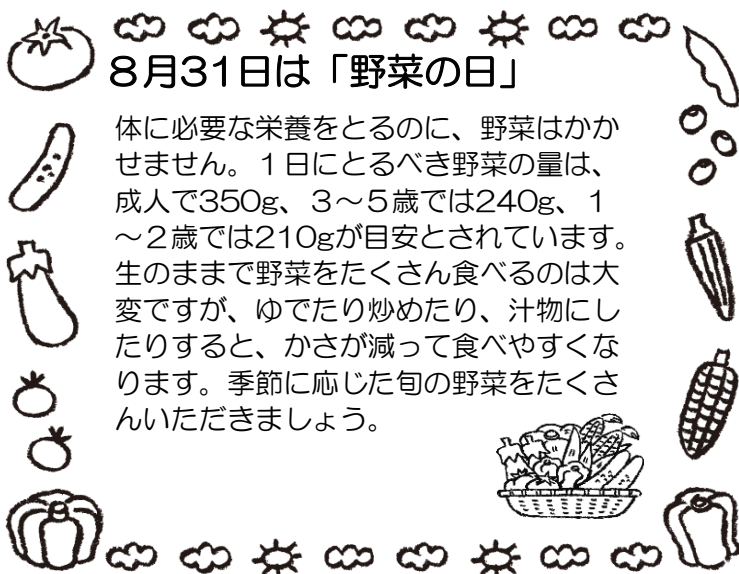 ８月31日は「野菜の日」
体に必要な栄養をとるのに、野菜はかか
せません。１日にとるべき野菜の量は、
成人で350g、３～５歳では240g、１
～２歳では210gが目安とされています。
生のままで野菜をたくさん食べるのは大
変ですが、ゆでたり炒めたり、汁物にし
たりすると、かさが減って食べやすくな
ります。季節に応じた旬の野菜をたくさ
んいただきましょう。